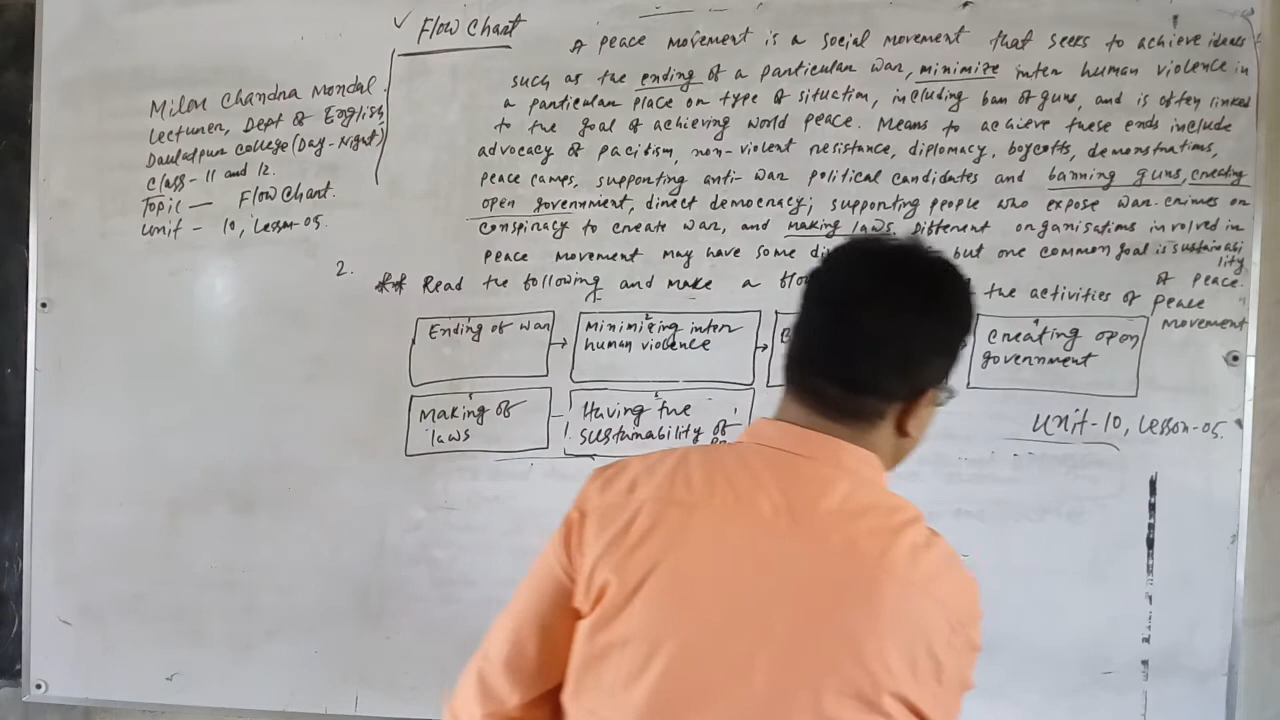 ✓ Flow Chart
A peace movement is a social movement that seeks to achieve ideals
such as the ending of a particular war, minimize inter human violence in
a particular place or type of situation, including ban of guns, and is often linked
to the goal of achieving world peace. Means to achieve these ends include
advocacy of pacifism, non-violent resistance, diplomacy, boycotts, demonstrations,
peace camps, supporting anti-war political candidates and banning guns, creating
open government, direct democracy; supporting people who expose war-crimes or
conspiracy to create war, and making laws. Different organisations involved in
peace movement may have some but one common goal is sustainability
of peace.
Milon Chandra Mondal.
Lecturer, Dept of English
Daulatpur College (Day-Night)
Class - 11 and 12.
Topic — Flow Chart.
Unit - 10, Lesson-05.
2. ** Read the following and make a the activities of peace
movement
1 Ending of war
2 Minimizing inter
human violence
4 Creating open
government
5 Making of
laws
6 Having the
sustainability of
Unit-10, Lesson-05.